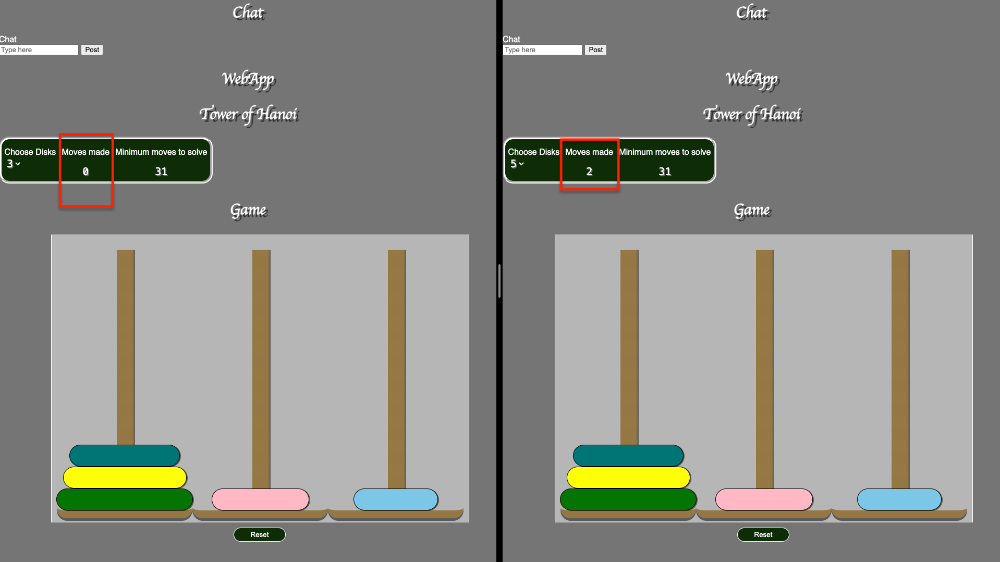 Chat
Chat
Type here Post
WebApp
Tower of Hanoi
Choose Disks Moves made Minimum moves to solve
3 0 31
Game
Reset
Chat
Chat
Type here Post
WebApp
Tower of Hanoi
Choose Disks Moves made Minimum moves to solve
5 2 31
Game
Reset